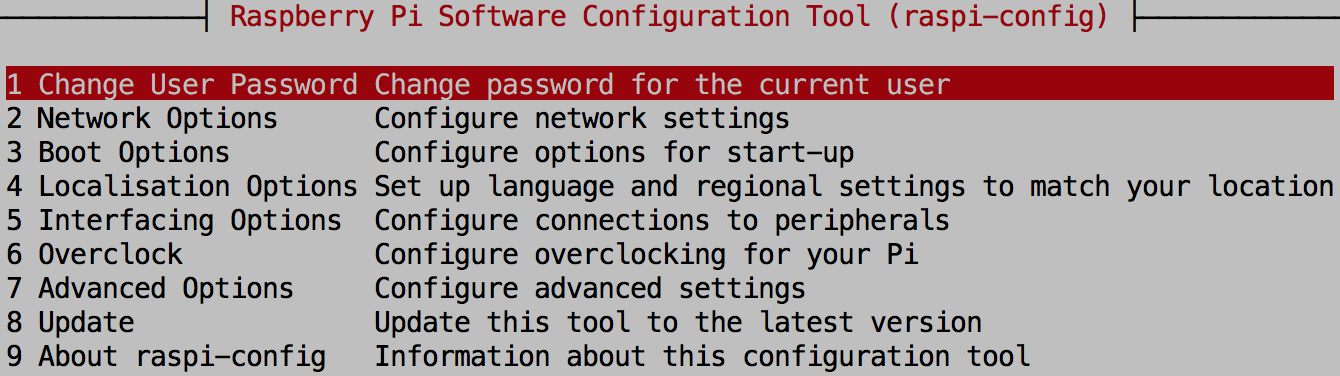 Raspberry Pi Software Configuration Tool (raspi-config)
1 Change User Password Change password for the current user
2 Network Options Configure network settings
3 Boot Options Configure options for start-up
4 Localisation Options Set up language and regional settings to match your location
5 Interfacing Options Configure connections to peripherals
6 Overclock Configure overclocking for your Pi
7 Advanced Options Configure advanced settings
8 Update Update this tool to the latest version
9 About raspi-config Information about this configuration tool